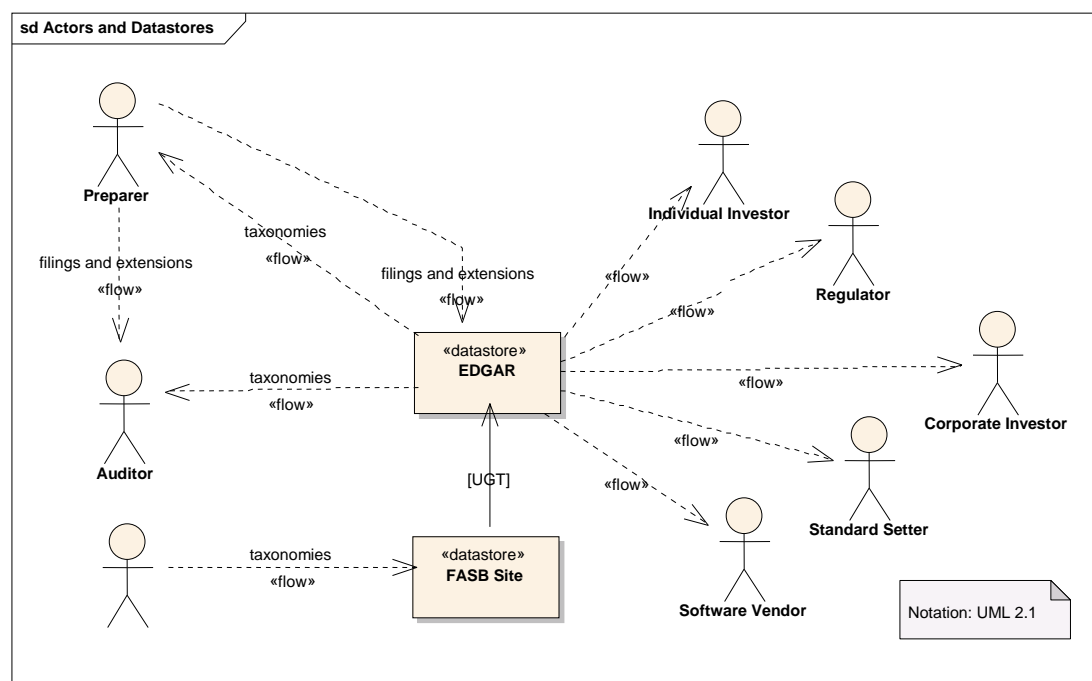 sd Actors and Datastores
Preparer
Individual Investor
Regulator
taxonomies
«flow»
filings and extensions
«flow»
filings and extensions
«flow»
«flow»
«flow»
«datastore»
EDGAR
«flow»
Corporate Investor
taxonomies
«flow»
Auditor
«flow»
Standard Setter
[UGT]
«flow»
Software Vendor
taxonomies
«flow»
«datastore»
FASB Site
Notation: UML 2.1